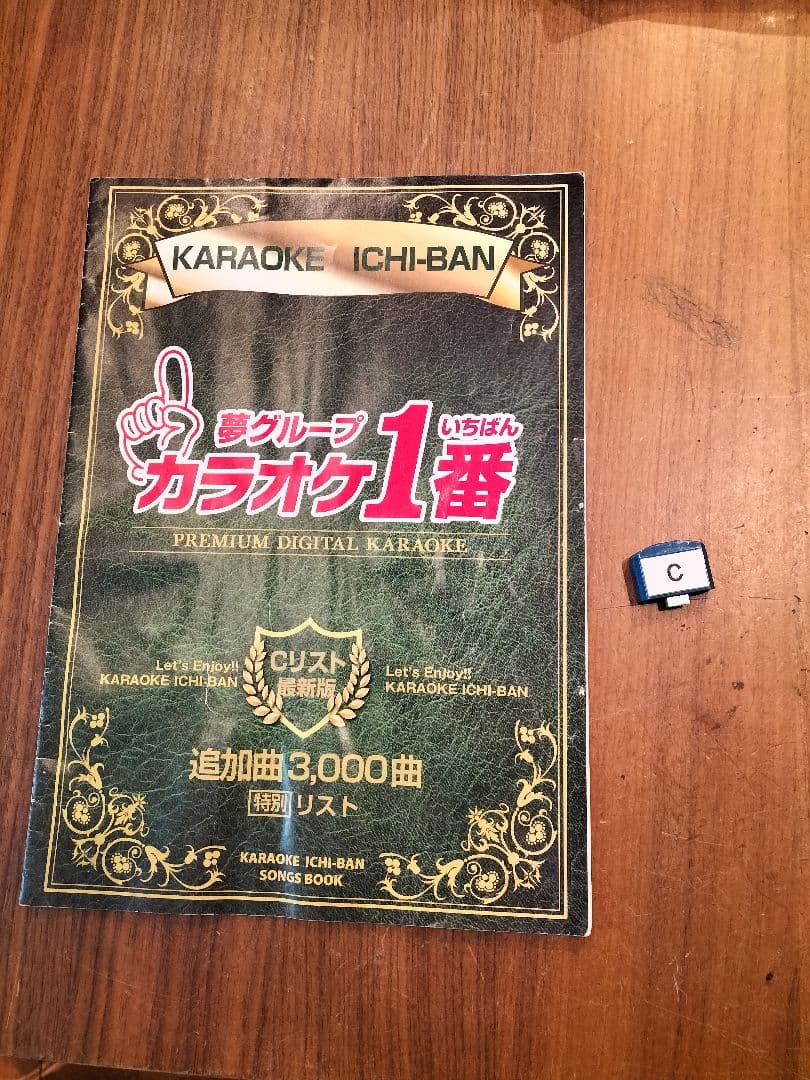 KARAOKE ICHI-BAN
夢グループ
いちばん
カラオケ1番
PREMIUM DIGITAL KARAOKE
Let's Enjoy!!
KARAOKE ICHI-BAN
Cリスト
最新版
Let's Enjoy!!
KARAOKE ICHI-BAN
追加曲3,000曲
特別 リスト
KARAOKE ICHI-BAN
SONGS BOOK
C